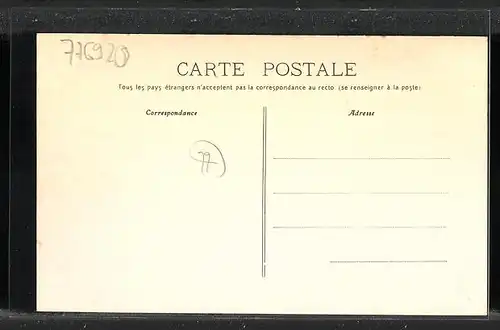 776920
CARTE POSTALE
Tous les pays étrangers n'acceptent pas la correspondance au recto (se renseigner à la poste)
Correspondance
Adresse
77